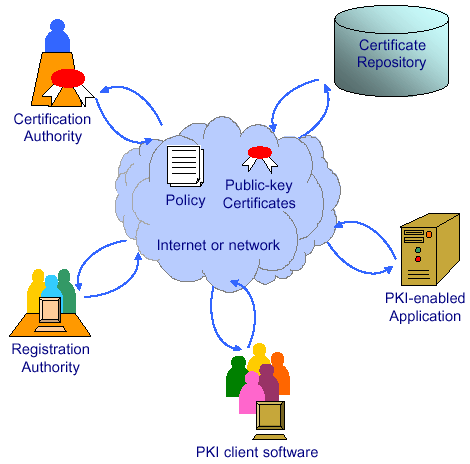 Certificate
Repository
Certification
Authority
Policy
Public-key
Certificates
Internet or network
PKI-enabled
Application
Registration
Authority
PKI client software